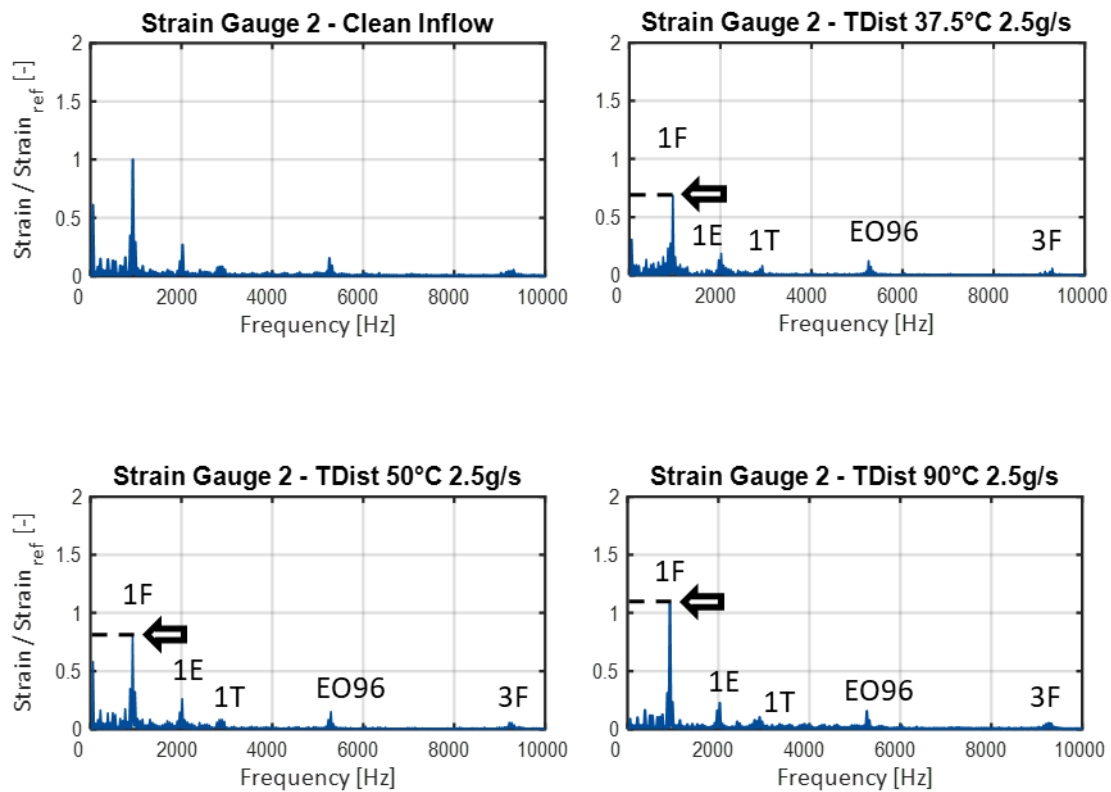 Strain Gauge 2 - Clean Inflow
Strain / Strain ref [-]
2
1.5
1
0.5
0
0 2000 4000 6000 8000 10000
Frequency [Hz]
Strain Gauge 2 - TDist 37.5°C 2.5g/s
2
1.5
1
0.5
0
1F
1E 1T EO96 3F
0 2000 4000 6000 8000 10000
Frequency [Hz]
Strain Gauge 2 - TDist 50°C 2.5g/s
Strain / Strain ref [-]
2
1.5
1
0.5
0
1F
1E 1T EO96 3F
0 2000 4000 6000 8000 10000
Frequency [Hz]
Strain Gauge 2 - TDist 90°C 2.5g/s
2
1.5
1
0.5
0
1F
1E 1T EO96 3F
0 2000 4000 6000 8000 10000
Frequency [Hz]